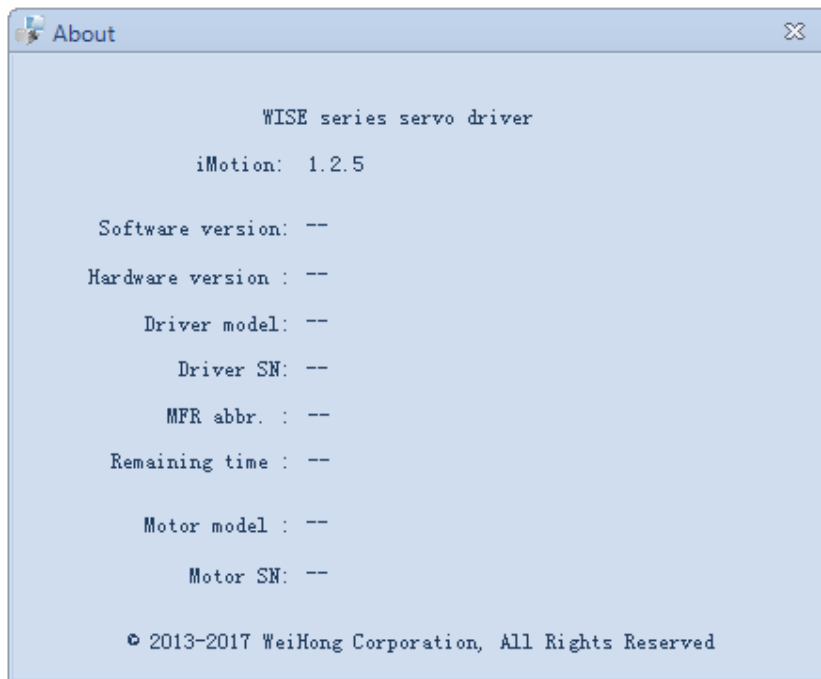 About
WISE series servo driver
iMotion: 1.2.5
Software version: --
Hardware version : --
Driver model: --
Driver SN: --
MFR abbr. : --
Remaining time : --
Motor model : --
Motor SN: --
© 2013-2017 WeiHong Corporation, All Rights Reserved